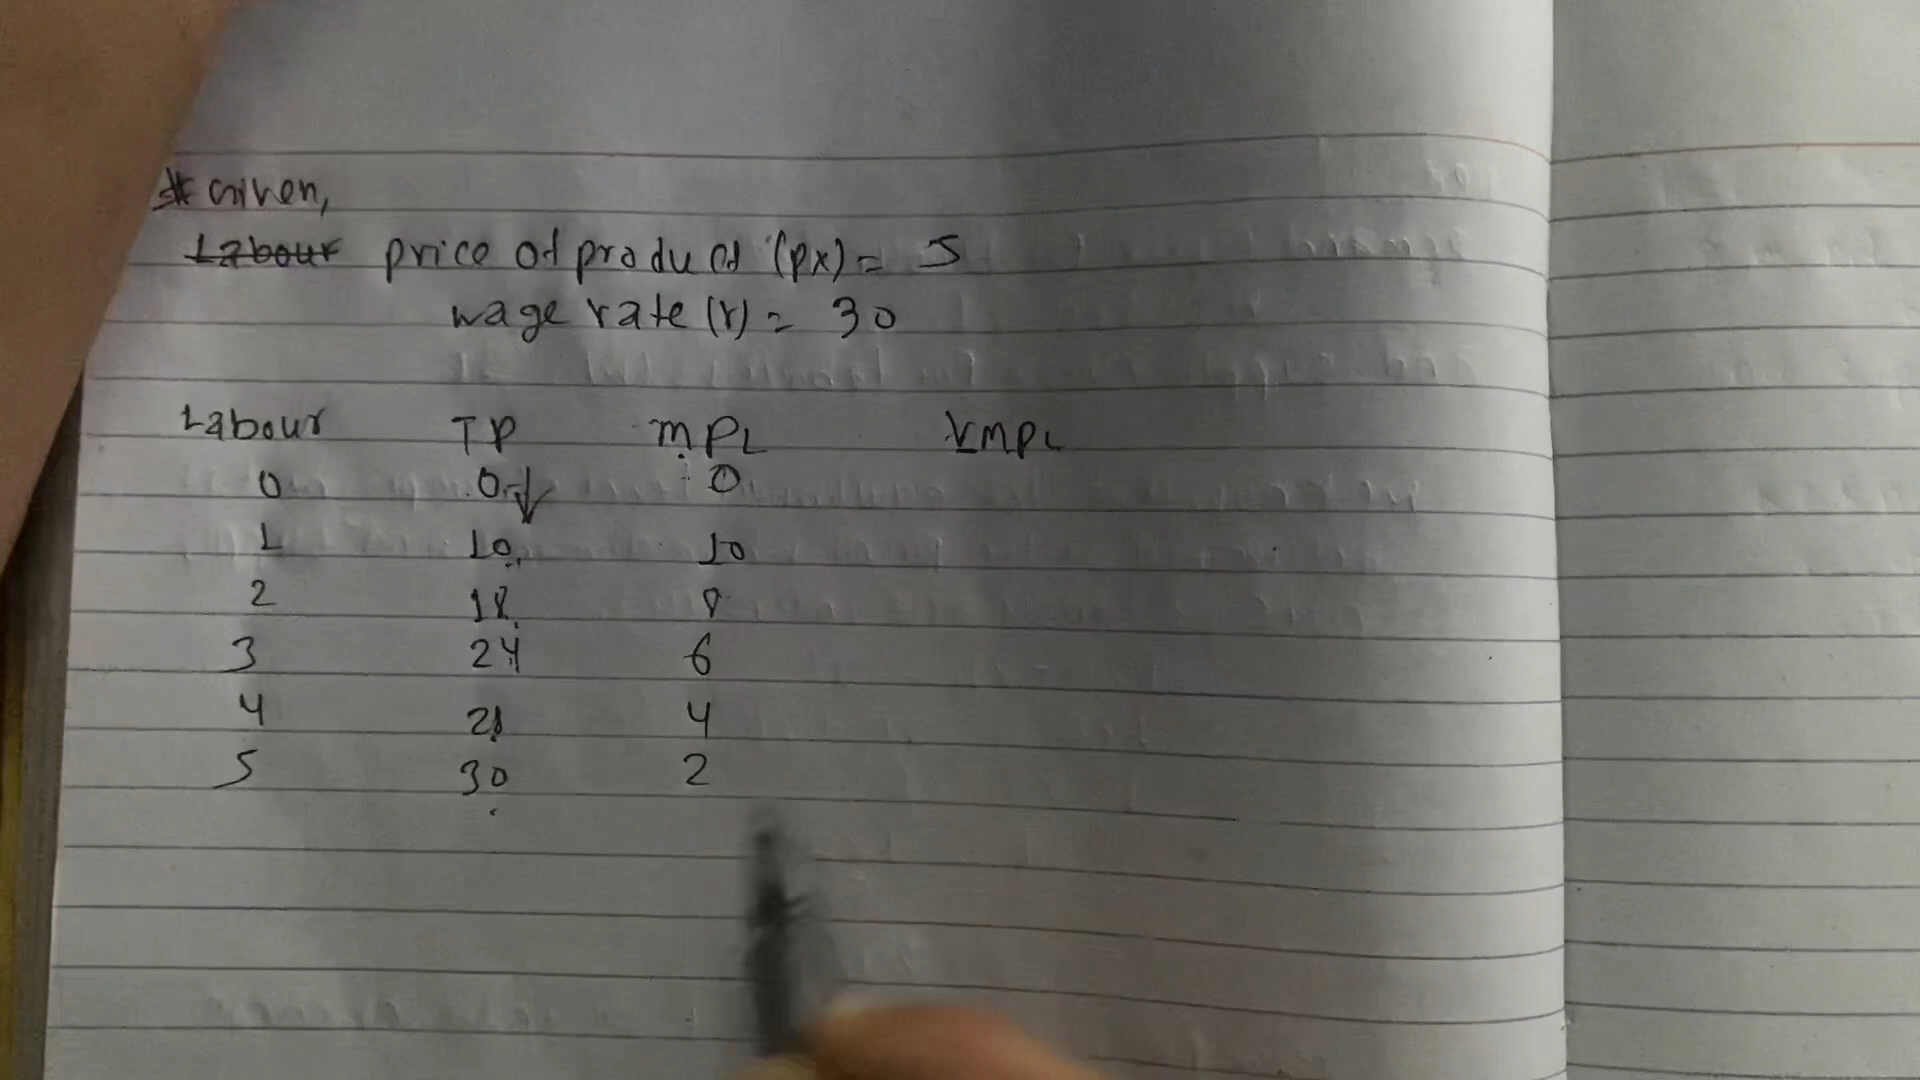 * Given,
Labour price of product (px) = 5
wage rate (r) = 30
Labour TP MPL VMPL
0 0 0
1 10 10
2 18 8
3 24 6
4 28 4
5 30 2